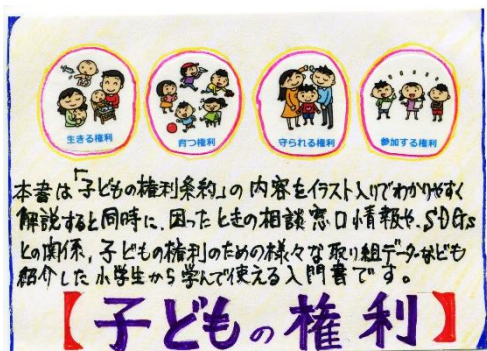 生きる権利 育つ権利 守られる権利 参加する権利
本書は「子どもの権利条約」の内容をイラスト入りでわかりやすく
解説すると同時に、困ったときの相談窓口情報や、SDGs
との関係、子どもの権利のための様々な取り組データなども
紹介した小学生から学んで使える入門書です。
【子どもの権利】